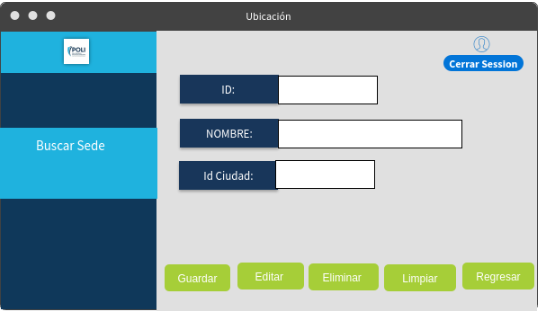 Ubicación
POLI
Cerrar Session
ID:
NOMBRE:
Buscar Sede
Id Ciudad:
Guardar Editar Eliminar Limpiar Regresar